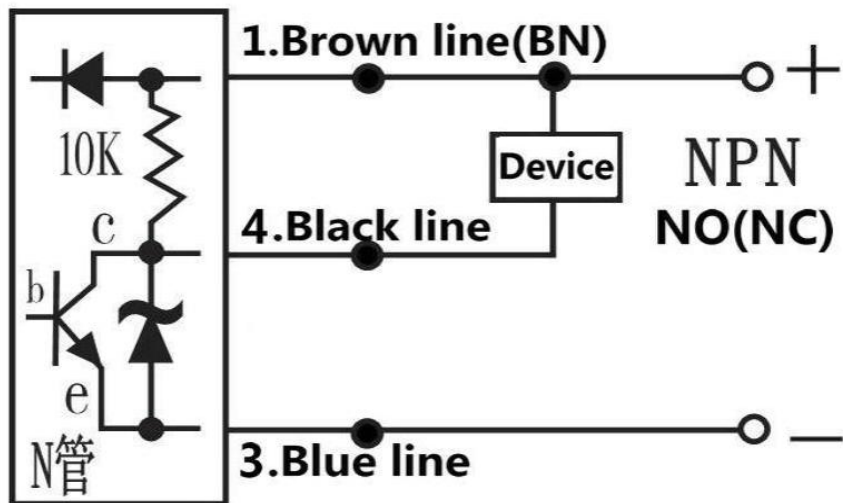 1.Brown line(BN)
+
10K
Device
NPN
c
4.Black line
NO(NC)
b
e
N管
3.Blue line
—